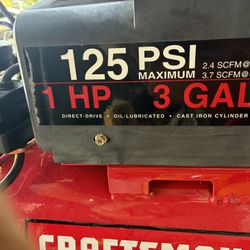 125 PSI
MAXIMUM
2.4 SCFM@
3.7 SCFM@
1 HP 3 GAL
DIRECT-DRIVE • OIL-LUBRICATED • CAST IRON CYLINDER
CRAFTSMAN